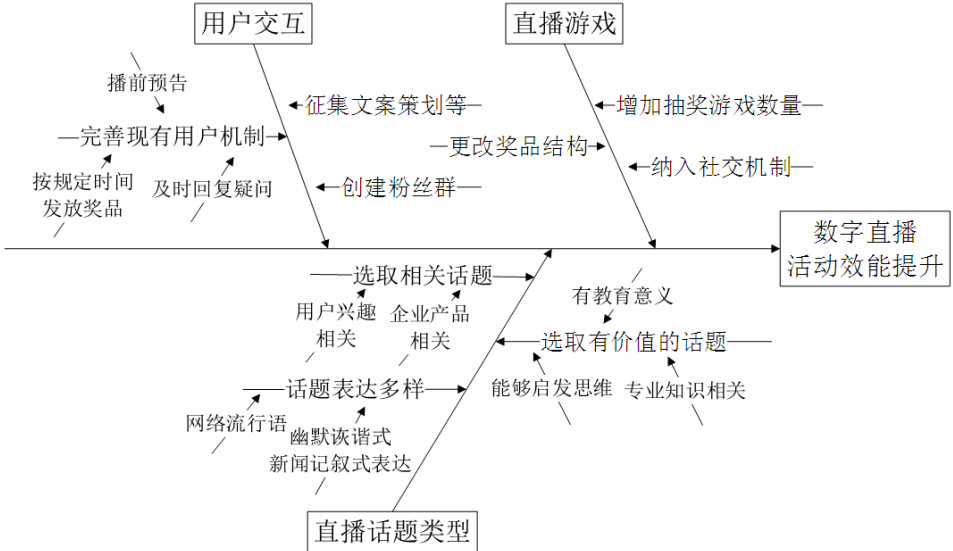 用户交互
直播游戏
播前预告
征集文案策划等
增加抽奖游戏数量
完善现有用户机制
更改奖品结构
纳入社交机制
按规定时间
发放奖品
及时回复疑问
创建粉丝群
数字直播
活动效能提升
选取相关话题
有教育意义
用户兴趣
相关
企业产品
相关
选取有价值的话题
话题表达多样
能够启发思维
专业知识相关
网络流行语
幽默诙谐式
新闻记叙式表达
直播话题类型